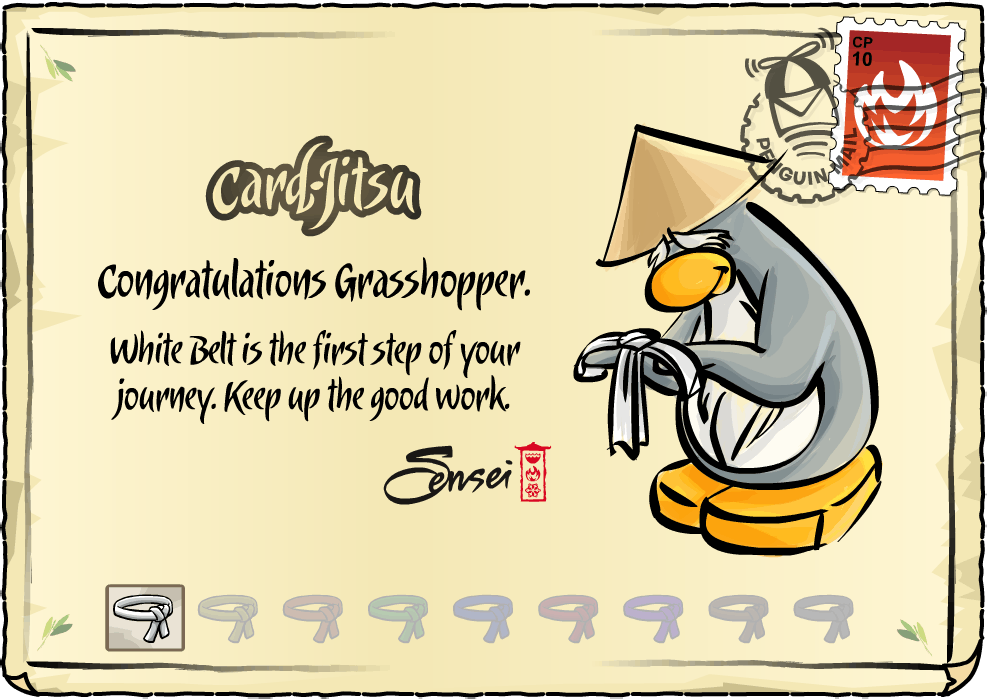 CP
10
PENGUIN MAIL
Card-Jitsu
Congratulations Grasshopper.
White Belt is the first step of your
journey. Keep up the good work.
Sensei